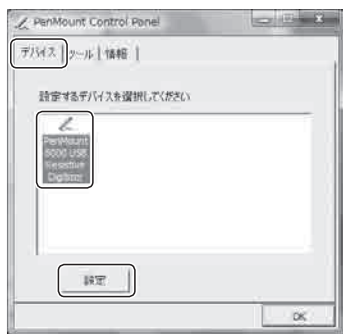 PenMount Control Panel
デバイス ツール 情報
設定するデバイスを選択してください
PenMount
6000 USB
Resistive
Digitizer
設定
OK